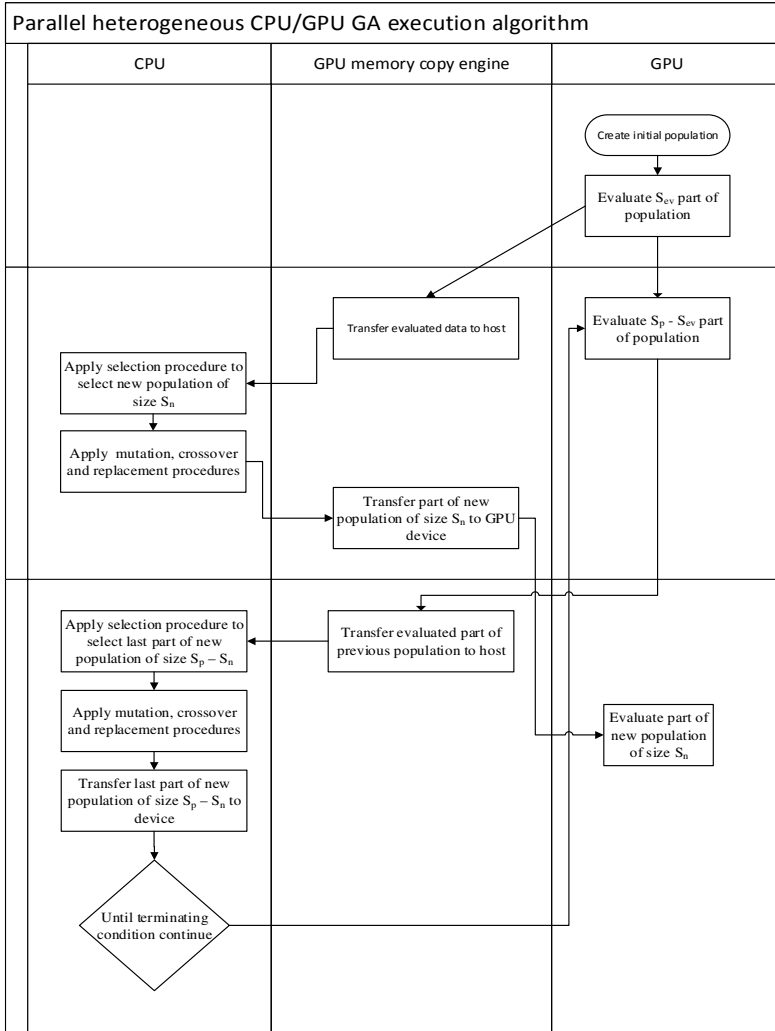 Parallel heterogeneous CPU/GPU GA execution algorithm
CPU
GPU memory copy engine
GPU
Create initial population
Evaluate Sev part of
population
Transfer evaluated data to host
Evaluate Sp - Sev part
of population
Apply selection procedure to
select new population of
size Sn
Apply mutation, crossover
and replacement procedures
Transfer part of new
population of size Sn to GPU
device
Apply selection procedure to
select last part of new
population of size Sp – Sn
Transfer evaluated part of
previous population to host
Apply mutation, crossover
and replacement procedures
Evaluate part of
new population
of size Sn
Transfer last part of new
population of size Sp – Sn to
device
Until terminating
condition continue